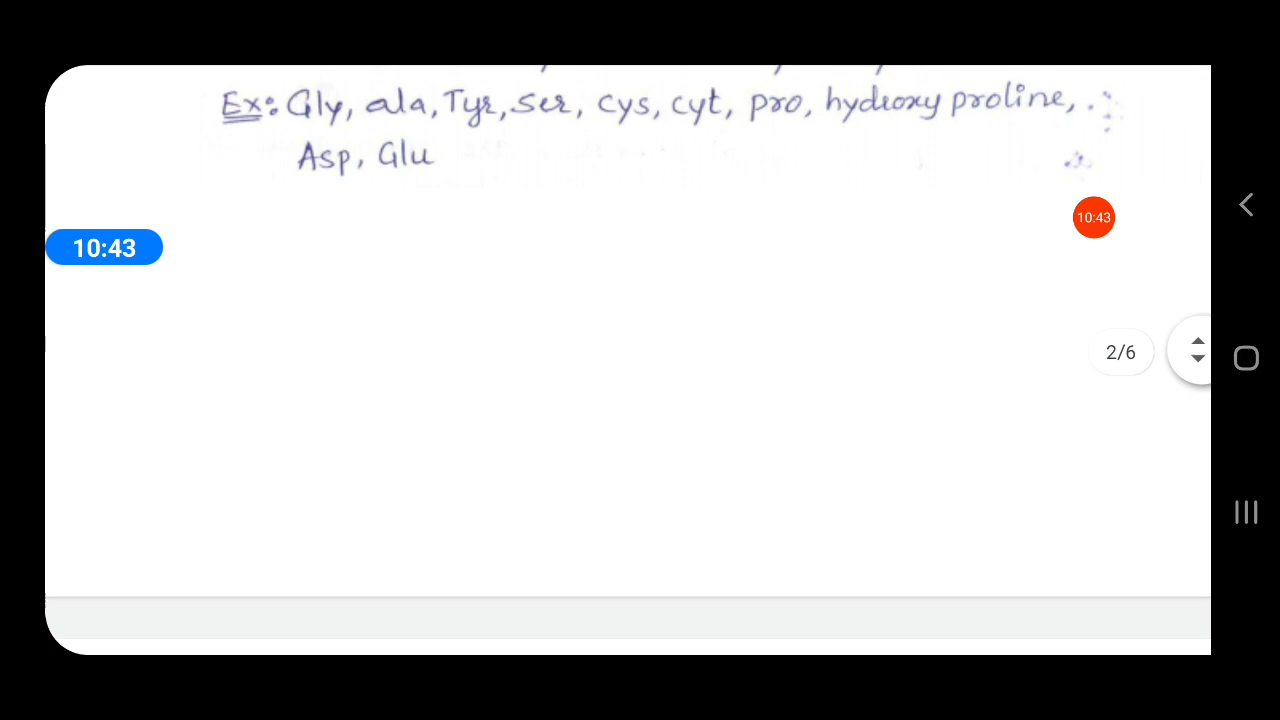 Ex: Gly, ala, Tyr, Ser, cys, cyt, pro, hydroxy proline,
Asp, Glu
10:43
10:43
2/6